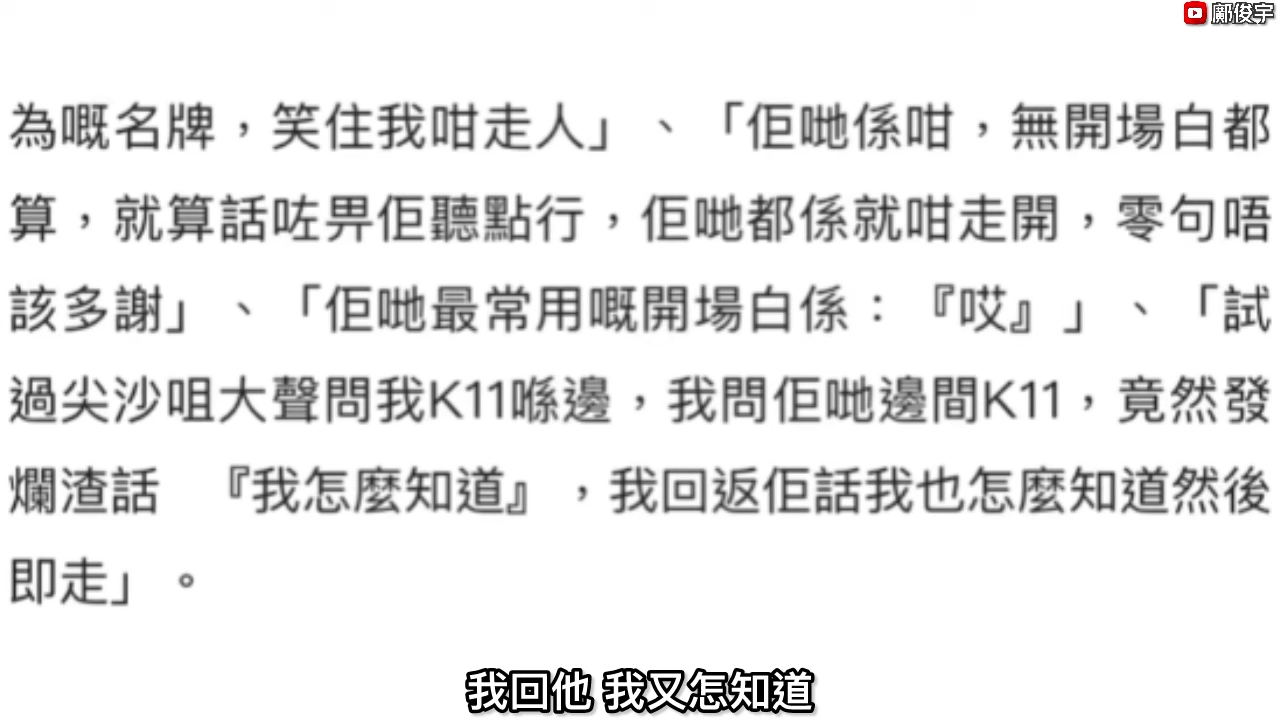 鄺俊宇
為嘅名牌，笑住我咁走人」、「佢哋係咁，無開場白都
算，就算話咗畀佢聽點行，佢哋都係就咁走開，零句唔
該多謝」、「佢哋最常用嘅開場白係：『哎』」、「試
過尖沙咀大聲問我K11喺邊，我問佢哋邊間K11，竟然發
爛渣話　『我怎麼知道』，我回返佢話我也怎麼知道然後
即走」。
我回他 我又怎知道